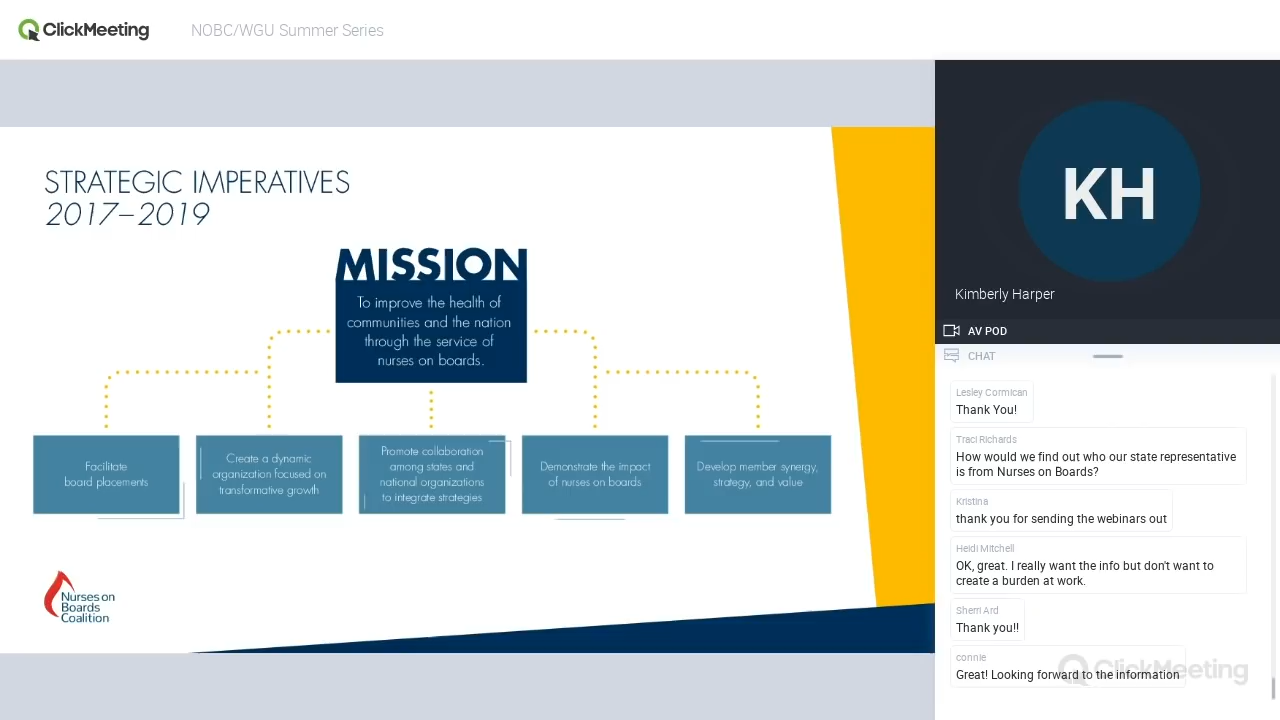 ClickMeeting
NOBC/WGU Summer Series
STRATEGIC IMPERATIVES
2017–2019
MISSION
To improve the health of
communities and the nation
through the service of
nurses on boards.
Facilitate
board placements
Create a dynamic
organization focused on
transformative growth
Promote collaboration
among states and
national organizations
to integrate strategies
Demonstrate the impact
of nurses on boards
Develop member synergy,
strategy, and value
Nurses on
Boards
Coalition
KH
Kimberly Harper
AV POD
CHAT
Lesley Cormican
Thank You!
Traci Richards
How would we find out who our state representative
is from Nurses on Boards?
Kristina
thank you for sending the webinars out
Heidi Mitchell
OK, great. I really want the info but don't want to
create a burden at work.
Sherri Ard
Thank you!!
connie
Great! Looking forward to the information
ClickMeeting